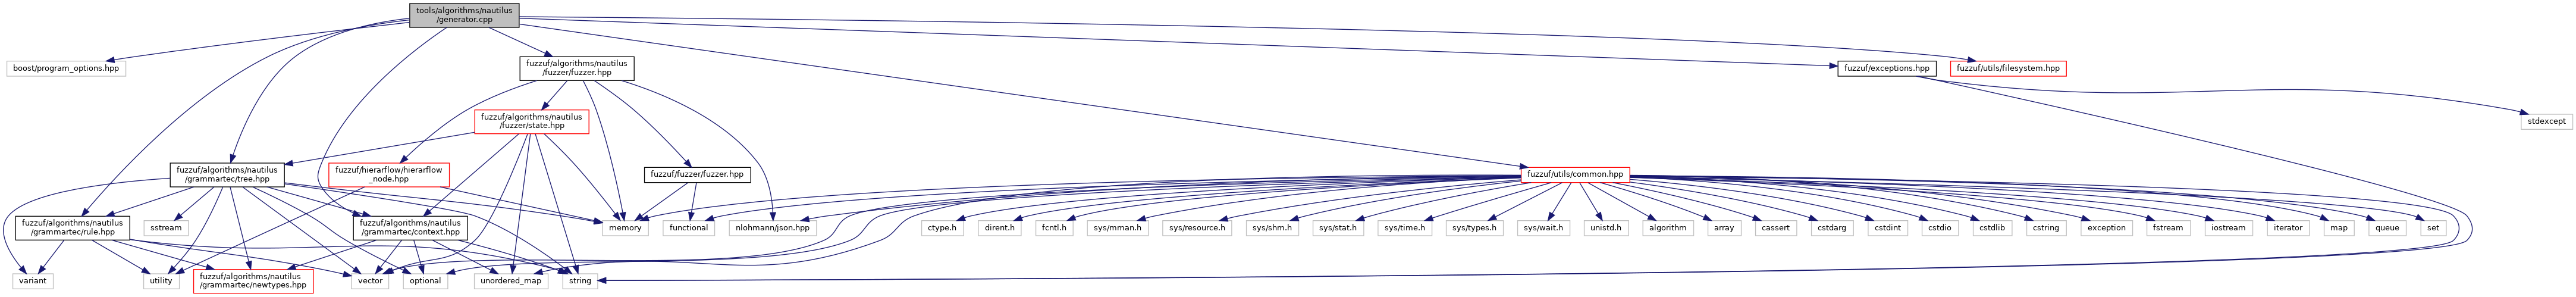 tools/algorithms/nautilus
/generator.cpp
boost/program_options.hpp
fuzzuf/algorithms/nautilus
/fuzzer/fuzzer.hpp
fuzzuf/exceptions.hpp
fuzzuf/utils/filesystem.hpp
fuzzuf/algorithms/nautilus
/fuzzer/state.hpp
stdexcept
fuzzuf/algorithms/nautilus
/grammartec/tree.hpp
fuzzuf/hierarflow/hierarflow
_node.hpp
fuzzuf/fuzzer/fuzzer.hpp
fuzzuf/utils/common.hpp
fuzzuf/algorithms/nautilus
/grammartec/rule.hpp
sstream
fuzzuf/algorithms/nautilus
/grammartec/context.hpp
memory
functional
nlohmann/json.hpp
ctype.h
dirent.h
fcntl.h
sys/mman.h
sys/resource.h
sys/shm.h
sys/stat.h
sys/time.h
sys/types.h
sys/wait.h
unistd.h
algorithm
array
cassert
cstdarg
cstdint
cstdio
cstdlib
cstring
exception
fstream
iostream
iterator
map
queue
set
variant
utility
fuzzuf/algorithms/nautilus
/grammartec/newtypes.hpp
vector
optional
unordered_map
string